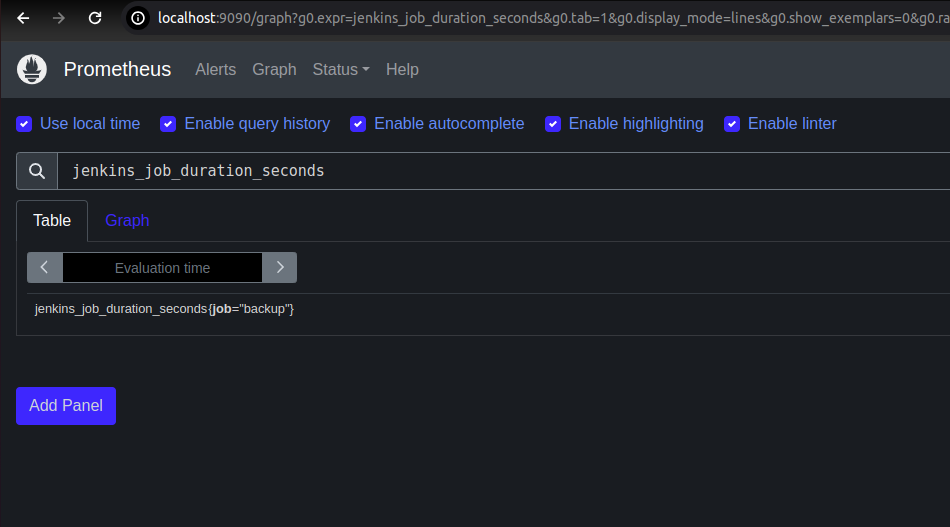 localhost:9090/graph?g0.expr=jenkins_job_duration_seconds&g0.tab=1&g0.display_mode=lines&g0.show_exemplars=0&g0.ra
Prometheus Alerts Graph Status Help
Use local time Enable query history Enable autocomplete Enable highlighting Enable linter
jenkins_job_duration_seconds
Table Graph
Evaluation time
jenkins_job_duration_seconds{job="backup"}
Add Panel